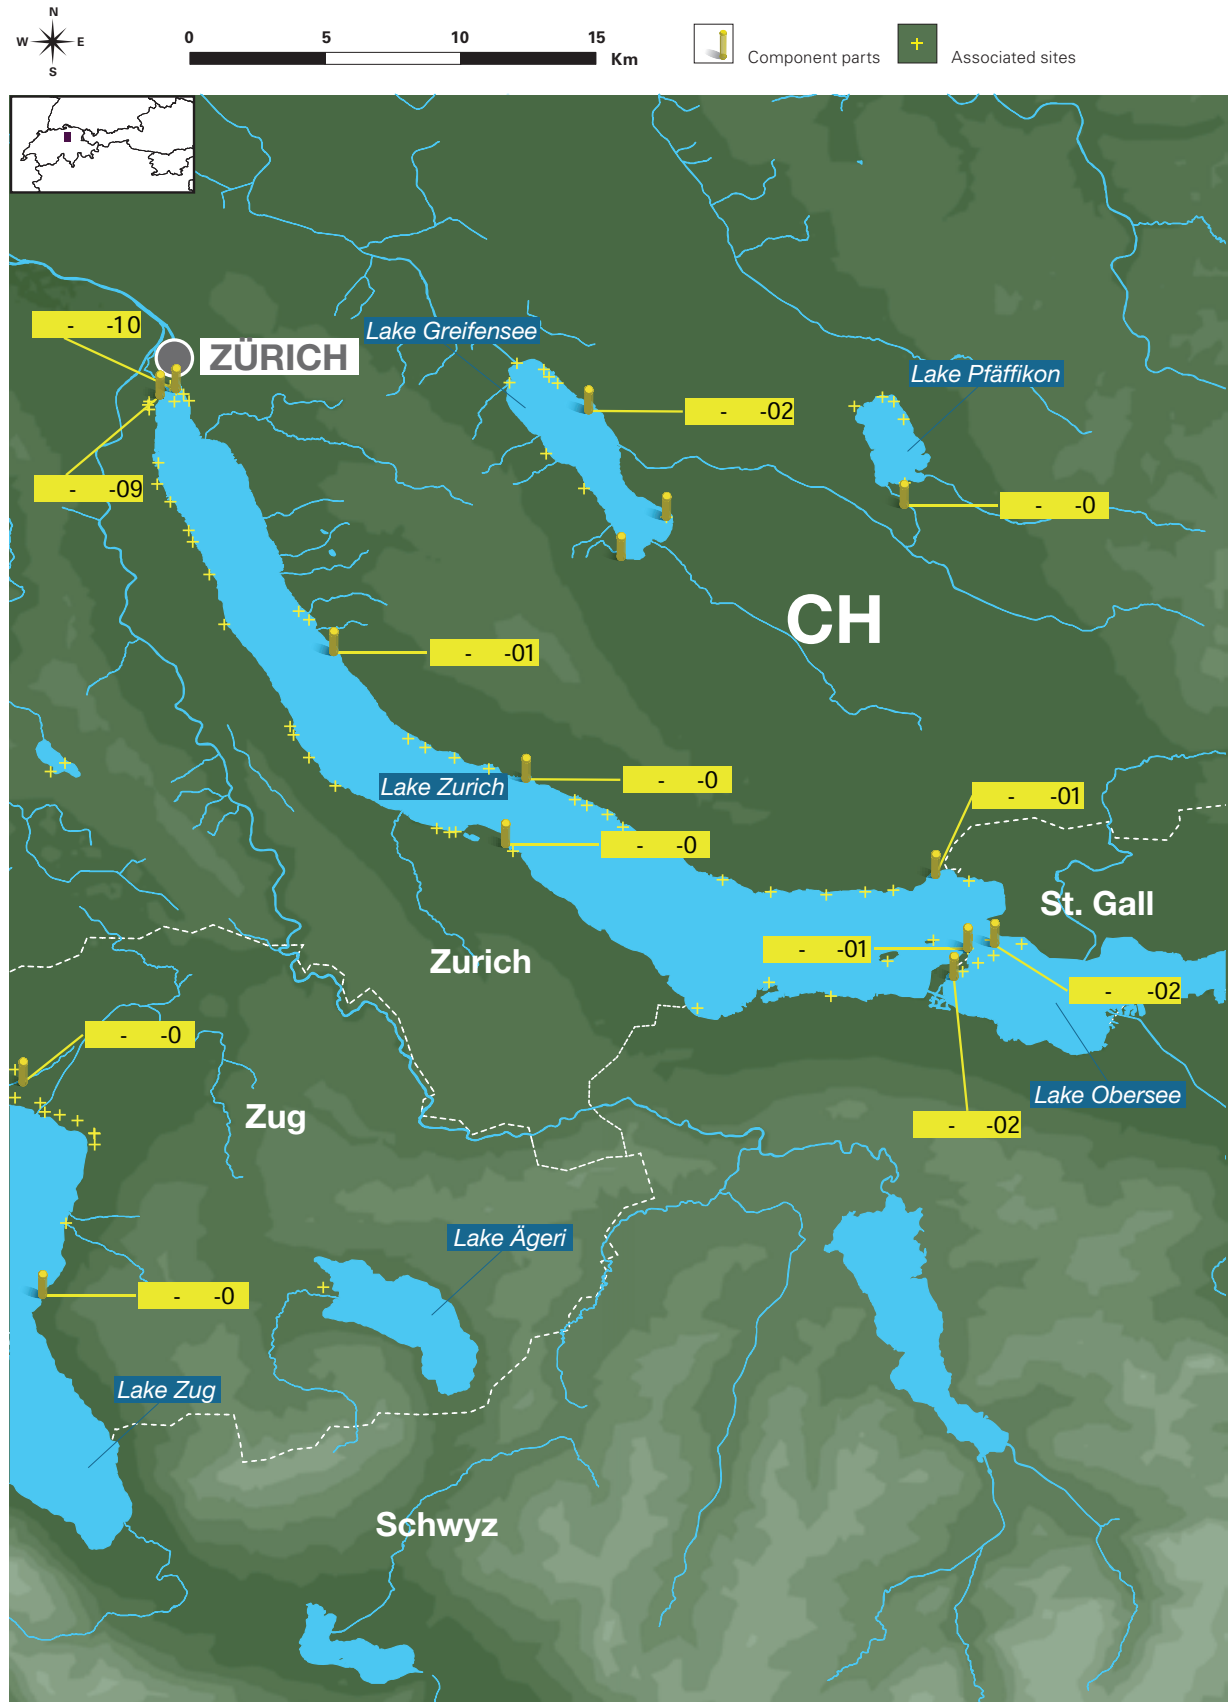 N
W E
S
0 5 10 15
Km
Component parts
Associated sites
- -10
ZÜRICH
Lake Greifensee
Lake Pfäffikon
- -02
- -09
- -0
CH
- -01
- -0
Lake Zurich
- -01
- -0
St. Gall
- -01
Zurich
- -02
- -0
Lake Obersee
Zug
- -02
Lake Ägeri
- -0
Lake Zug
Schwyz